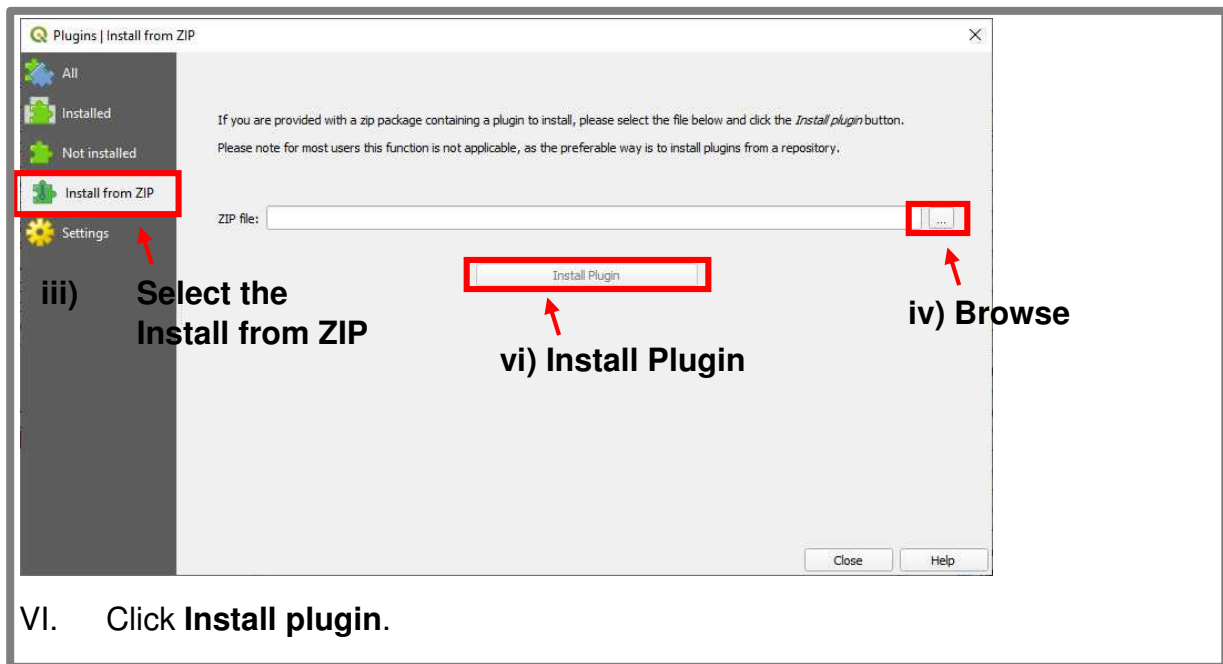 Plugins | Install from ZIP
All
Installed
If you are provided with a zip package containing a plugin to install, please select the file below and click the Install plugin button.
Not installed
Please note for most users this function is not applicable, as the preferable way is to install plugins from a repository.
Install from ZIP
ZIP file:
...
Settings
Install Plugin
iii) Select the
Install from ZIP
iv) Browse
vi) Install Plugin
Close
Help
VI. Click Install plugin.